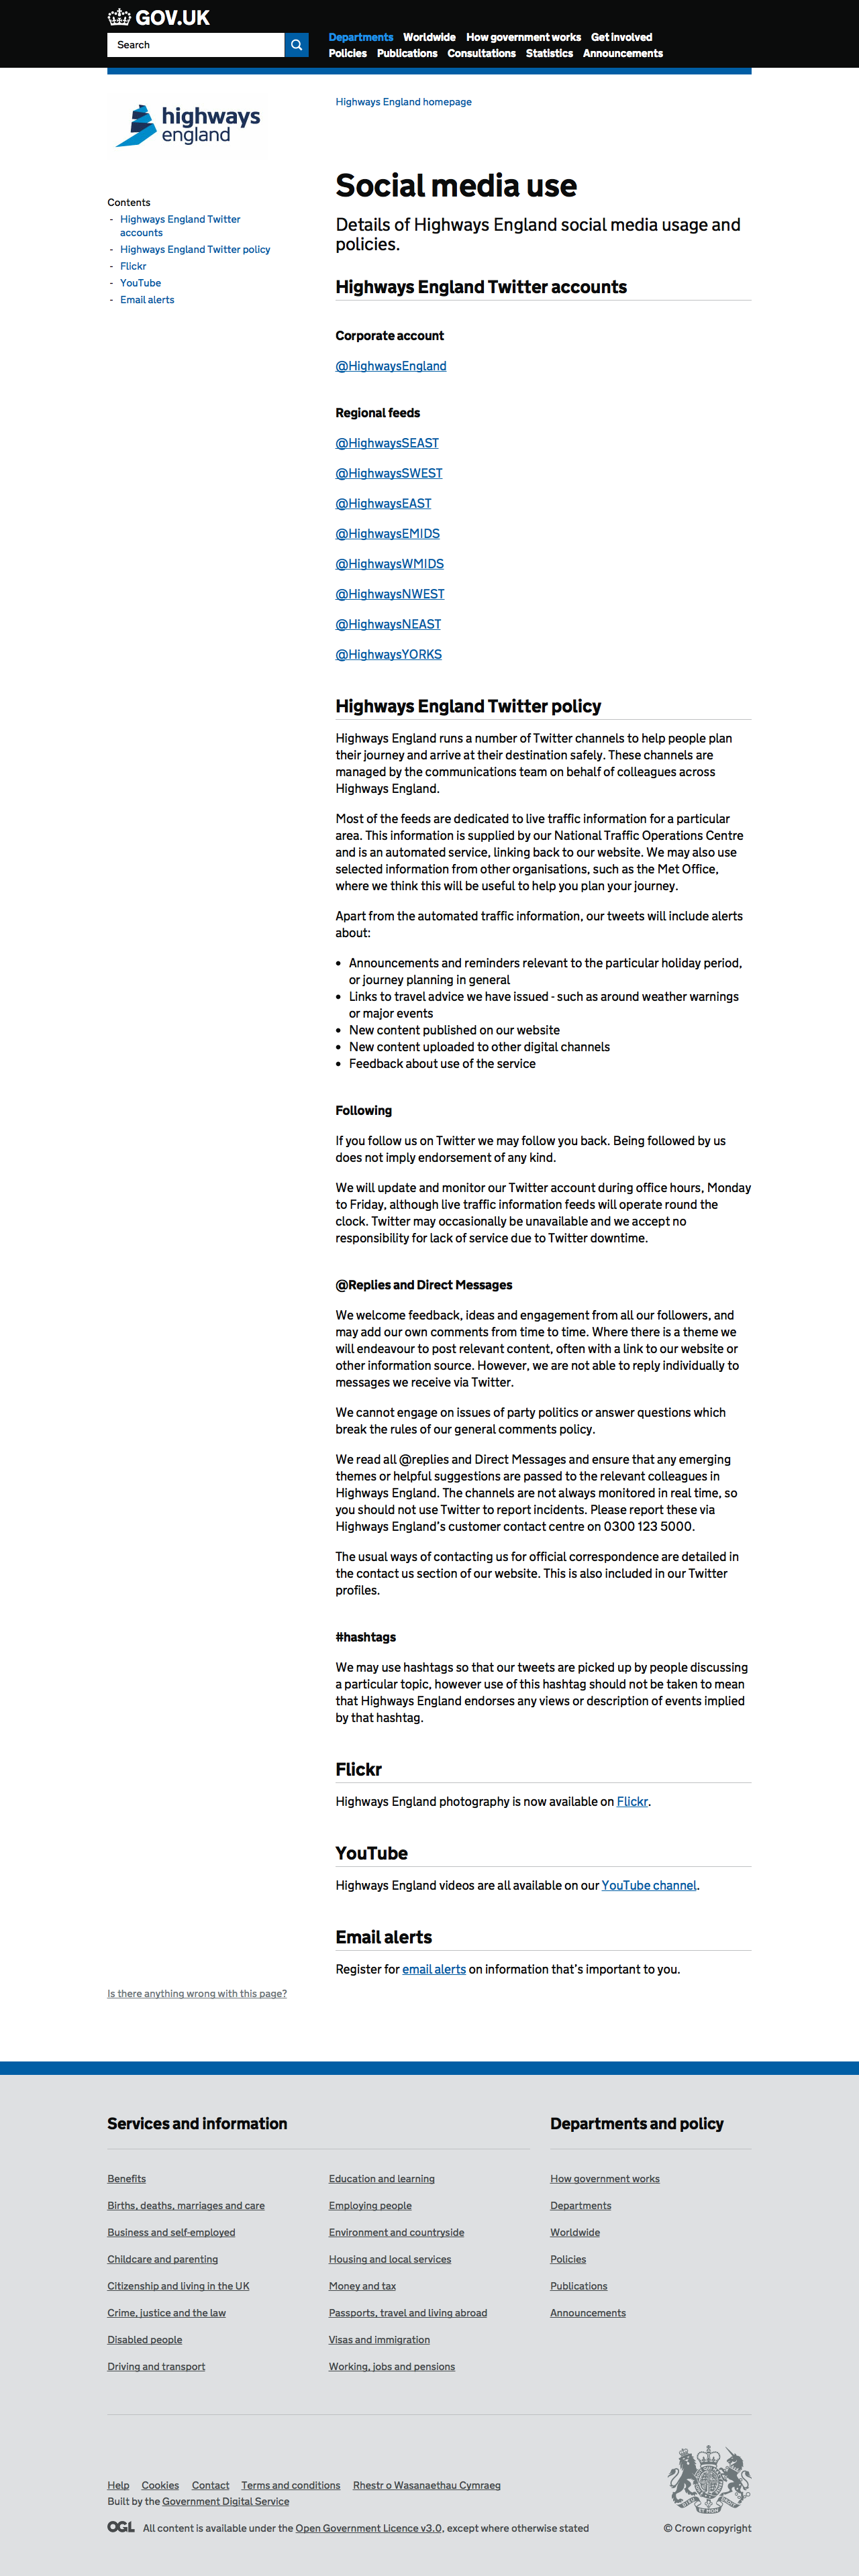 GOV.UK
Search
Departments Worldwide How government works Get involved
Policies Publications Consultations Statistics Announcements
highways
england
Highways England homepage
Contents
- Highways England Twitter
accounts
- Highways England Twitter policy
- Flickr
- YouTube
- Email alerts
Social media use
Details of Highways England social media usage and
policies.
Highways England Twitter accounts
Corporate account
@HighwaysEngland
Regional feeds
@HighwaysSEAST
@HighwaysSWEST
@HighwaysEAST
@HighwaysEMIDS
@HighwaysWMIDS
@HighwaysNWEST
@HighwaysNEAST
@HighwaysYORKS
Highways England Twitter policy
Highways England runs a number of Twitter channels to help people plan
their journey and arrive at their destination safely. These channels are
managed by the communications team on behalf of colleagues across
Highways England.
Most of the feeds are dedicated to live traffic information for a particular
area. This information is supplied by our National Traffic Operations Centre
and is an automated service, linking back to our website. We may also use
selected information from other organisations, such as the Met Office,
where we think this will be useful to help you plan your journey.
Apart from the automated traffic information, our tweets will include alerts
about:
• Announcements and reminders relevant to the particular holiday period,
or journey planning in general
• Links to travel advice we have issued - such as around weather warnings
or major events
• New content published on our website
• New content uploaded to other digital channels
• Feedback about use of the service
Following
If you follow us on Twitter we may follow you back. Being followed by us
does not imply endorsement of any kind.
We will update and monitor our Twitter account during office hours, Monday
to Friday, although live traffic information feeds will operate round the
clock. Twitter may occasionally be unavailable and we accept no
responsibility for lack of service due to Twitter downtime.
@Replies and Direct Messages
We welcome feedback, ideas and engagement from all our followers, and
may add our own comments from time to time. Where there is a theme we
will endeavour to post relevant content, often with a link to our website or
other information source. However, we are not able to reply individually to
messages we receive via Twitter.
We cannot engage on issues of party politics or answer questions which
break the rules of our general comments policy.
We read all @replies and Direct Messages and ensure that any emerging
themes or helpful suggestions are passed to the relevant colleagues in
Highways England. The channels are not always monitored in real time, so
you should not use Twitter to report incidents. Please report these via
Highways England's customer contact centre on 0300 123 5000.
The usual ways of contacting us for official correspondence are detailed in
the contact us section of our website. This is also included in our Twitter
profiles.
#hashtags
We may use hashtags so that our tweets are picked up by people discussing
a particular topic, however use of this hashtag should not be taken to mean
that Highways England endorses any views or description of events implied
by that hashtag.
Flickr
Highways England photography is now available on Flickr.
YouTube
Highways England videos are all available on our YouTube channel.
Email alerts
Register for email alerts on information that's important to you.
Is there anything wrong with this page?
Services and information
Benefits
Births, deaths, marriages and care
Business and self-employed
Childcare and parenting
Citizenship and living in the UK
Crime, justice and the law
Disabled people
Driving and transport
Education and learning
Employing people
Environment and countryside
Housing and local services
Money and tax
Passports, travel and living abroad
Visas and immigration
Working, jobs and pensions
Departments and policy
How government works
Departments
Worldwide
Policies
Publications
Announcements
Help Cookies Contact Terms and conditions Rhestr o Wasanaethau Cymraeg
Built by the Government Digital Service
OGL All content is available under the Open Government Licence v3.0, except where otherwise stated
© Crown copyright